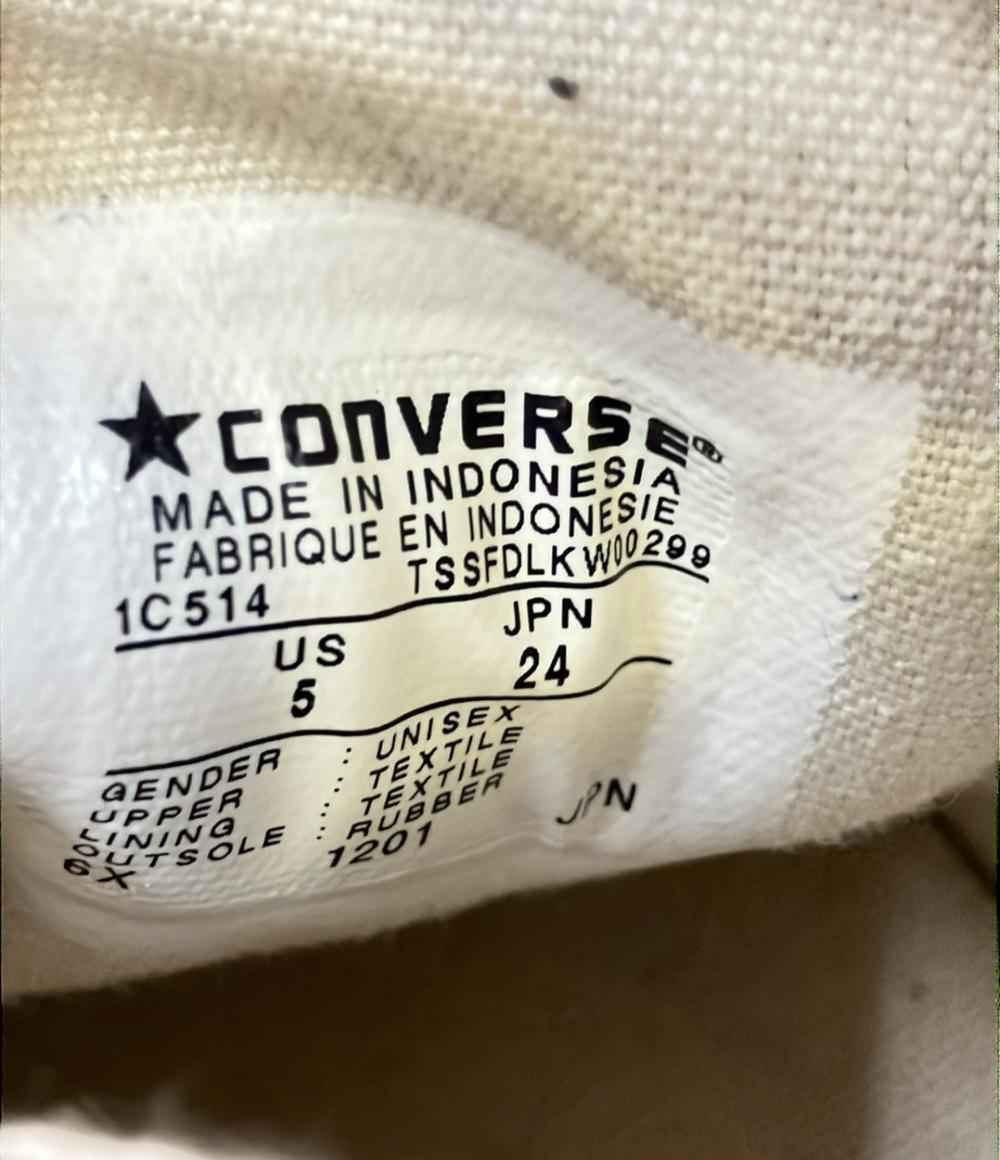 ★CONVERSE®
MADE IN INDONESIA
FABRIQUE EN INDONESIE
1C514 TSSFDLKW00299
US JPN
5 24
GENDER : UNISEX
UPPER : TEXTILE
LINING : TEXTILE
OUTSOLE : RUBBER
6X 1201 JPN